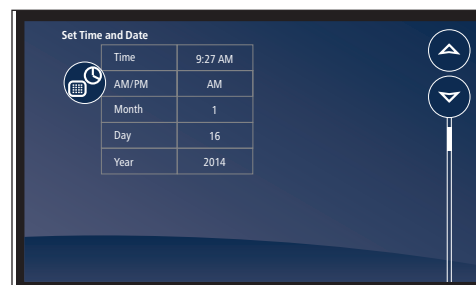 Set Time and Date
Time 9:27 AM
AM/PM AM
Month 1
Day 16
Year 2014